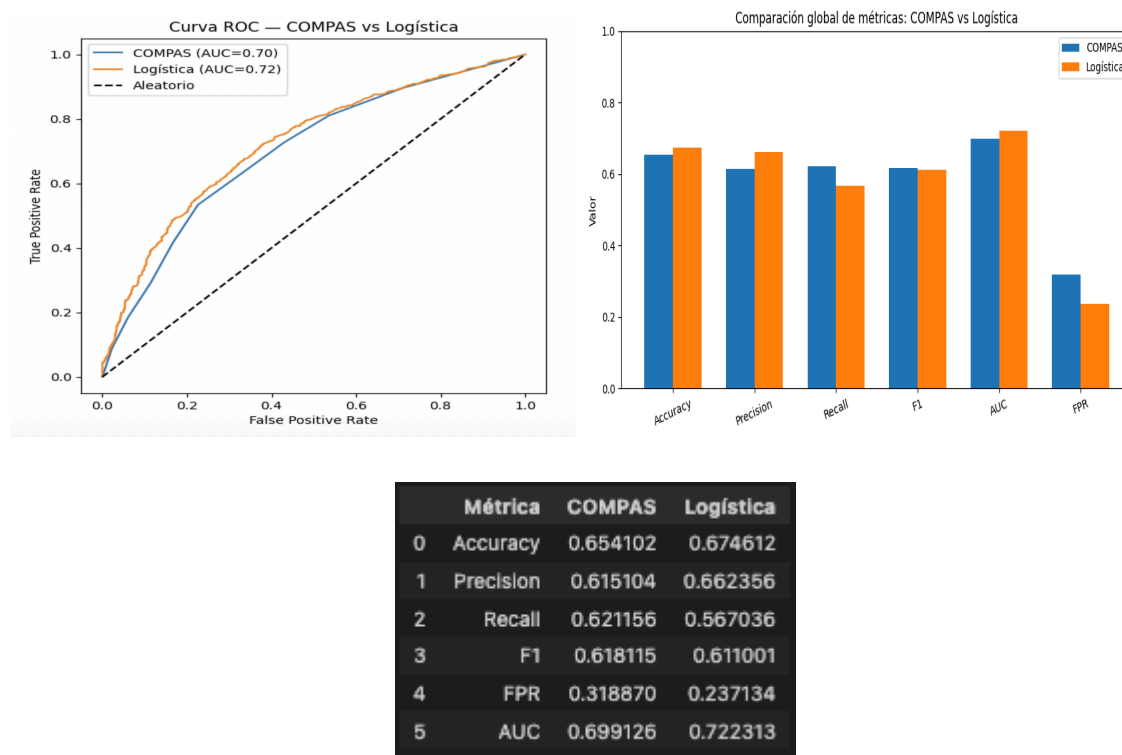 Curva ROC — COMPAS vs Logística
COMPAS (AUC=0.70)
Logística (AUC=0.72)
Aleatorio
True Positive Rate
1.0
0.8
0.6
0.4
0.2
0.0
0.0 0.2 0.4 0.6 0.8 1.0
False Positive Rate
Comparación global de métricas: COMPAS vs Logística
COMPAS
Logística
Valor
1.0
0.8
0.6
0.4
0.2
0.0
Accuracy Precision Recall F1 AUC FPR
Métrica COMPAS Logística
0 Accuracy 0.654102 0.674612
1 Precision 0.615104 0.662356
2 Recall 0.621156 0.567036
3 F1 0.618115 0.611001
4 FPR 0.318870 0.237134
5 AUC 0.699126 0.722313